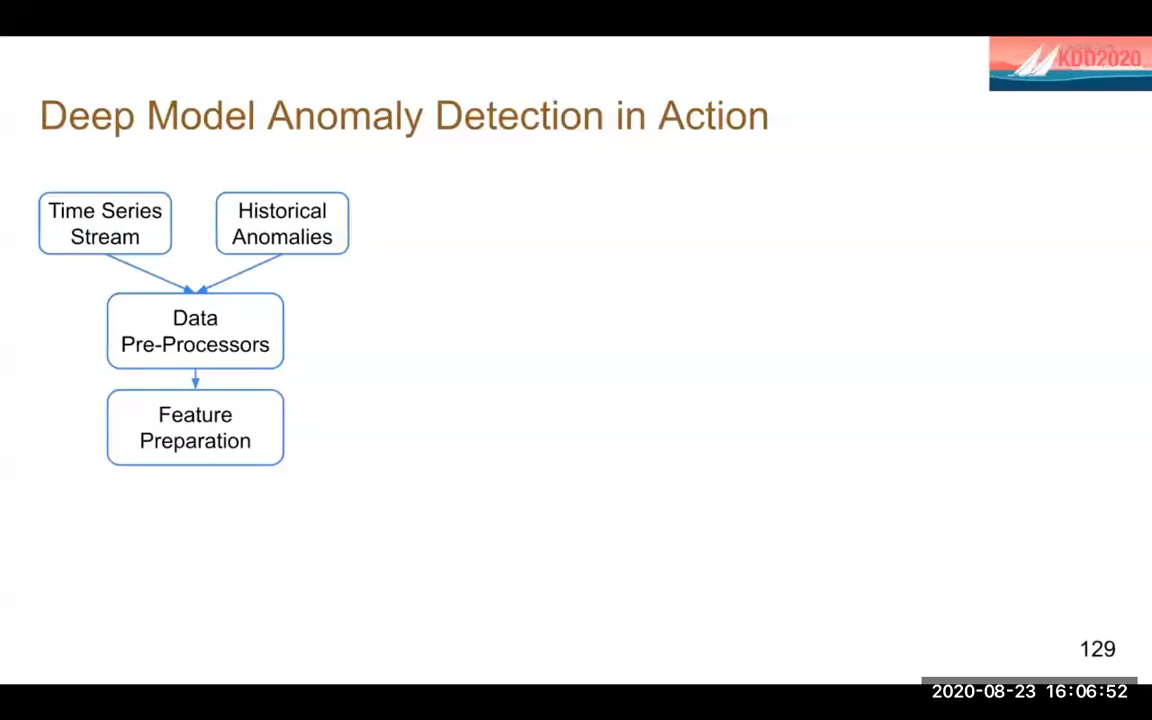 KDD2020
Deep Model Anomaly Detection in Action
Time Series
Stream
Historical
Anomalies
Data
Pre-Processors
Feature
Preparation
129
2020-08-23 16:06:52